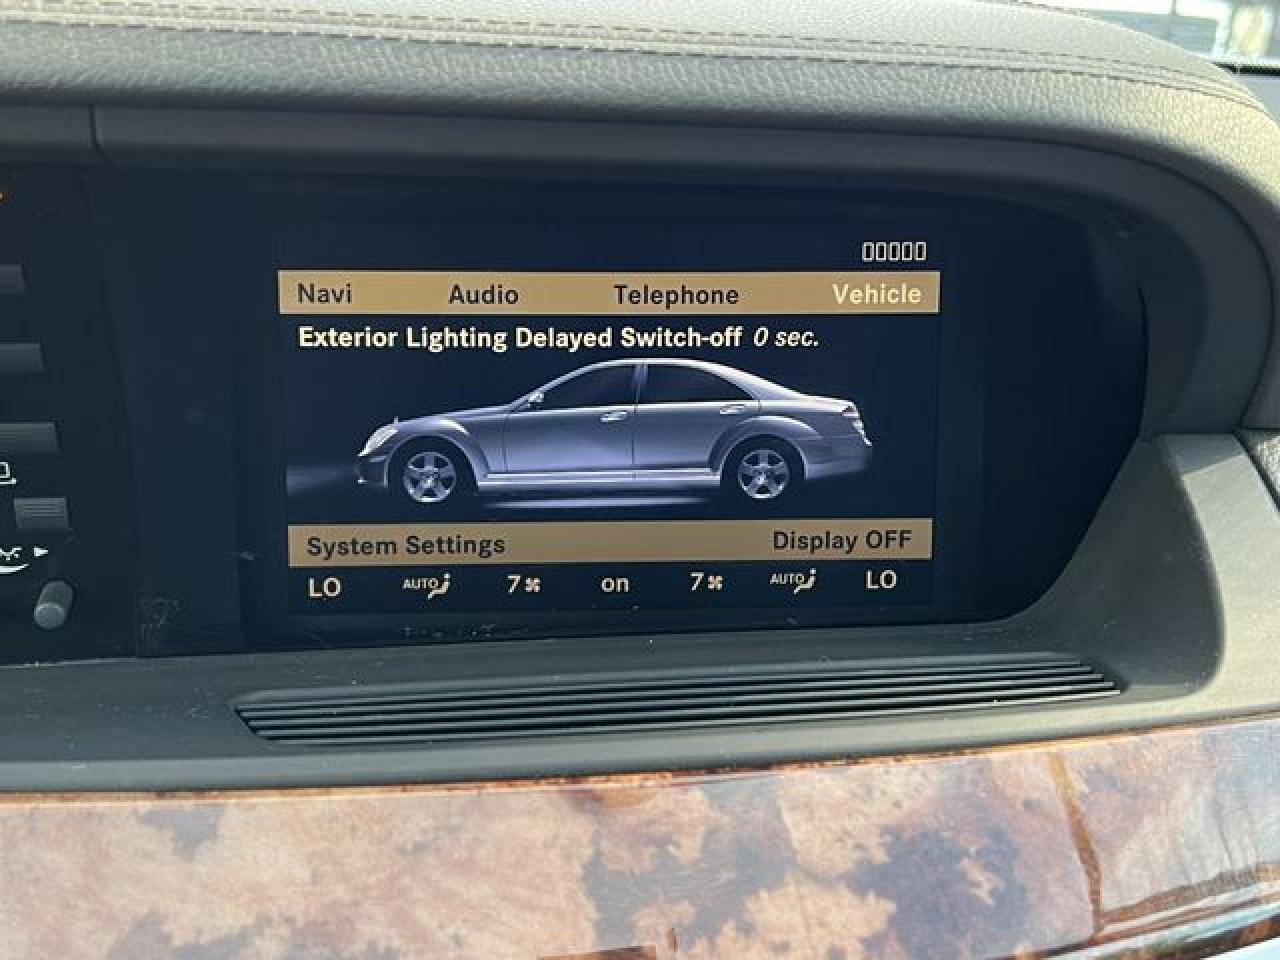 Navi Audio Telephone Vehicle
Exterior Lighting Delayed Switch-off 0 sec.
System Settings Display OFF
LO AUTO 7 on 7 AUTO LO